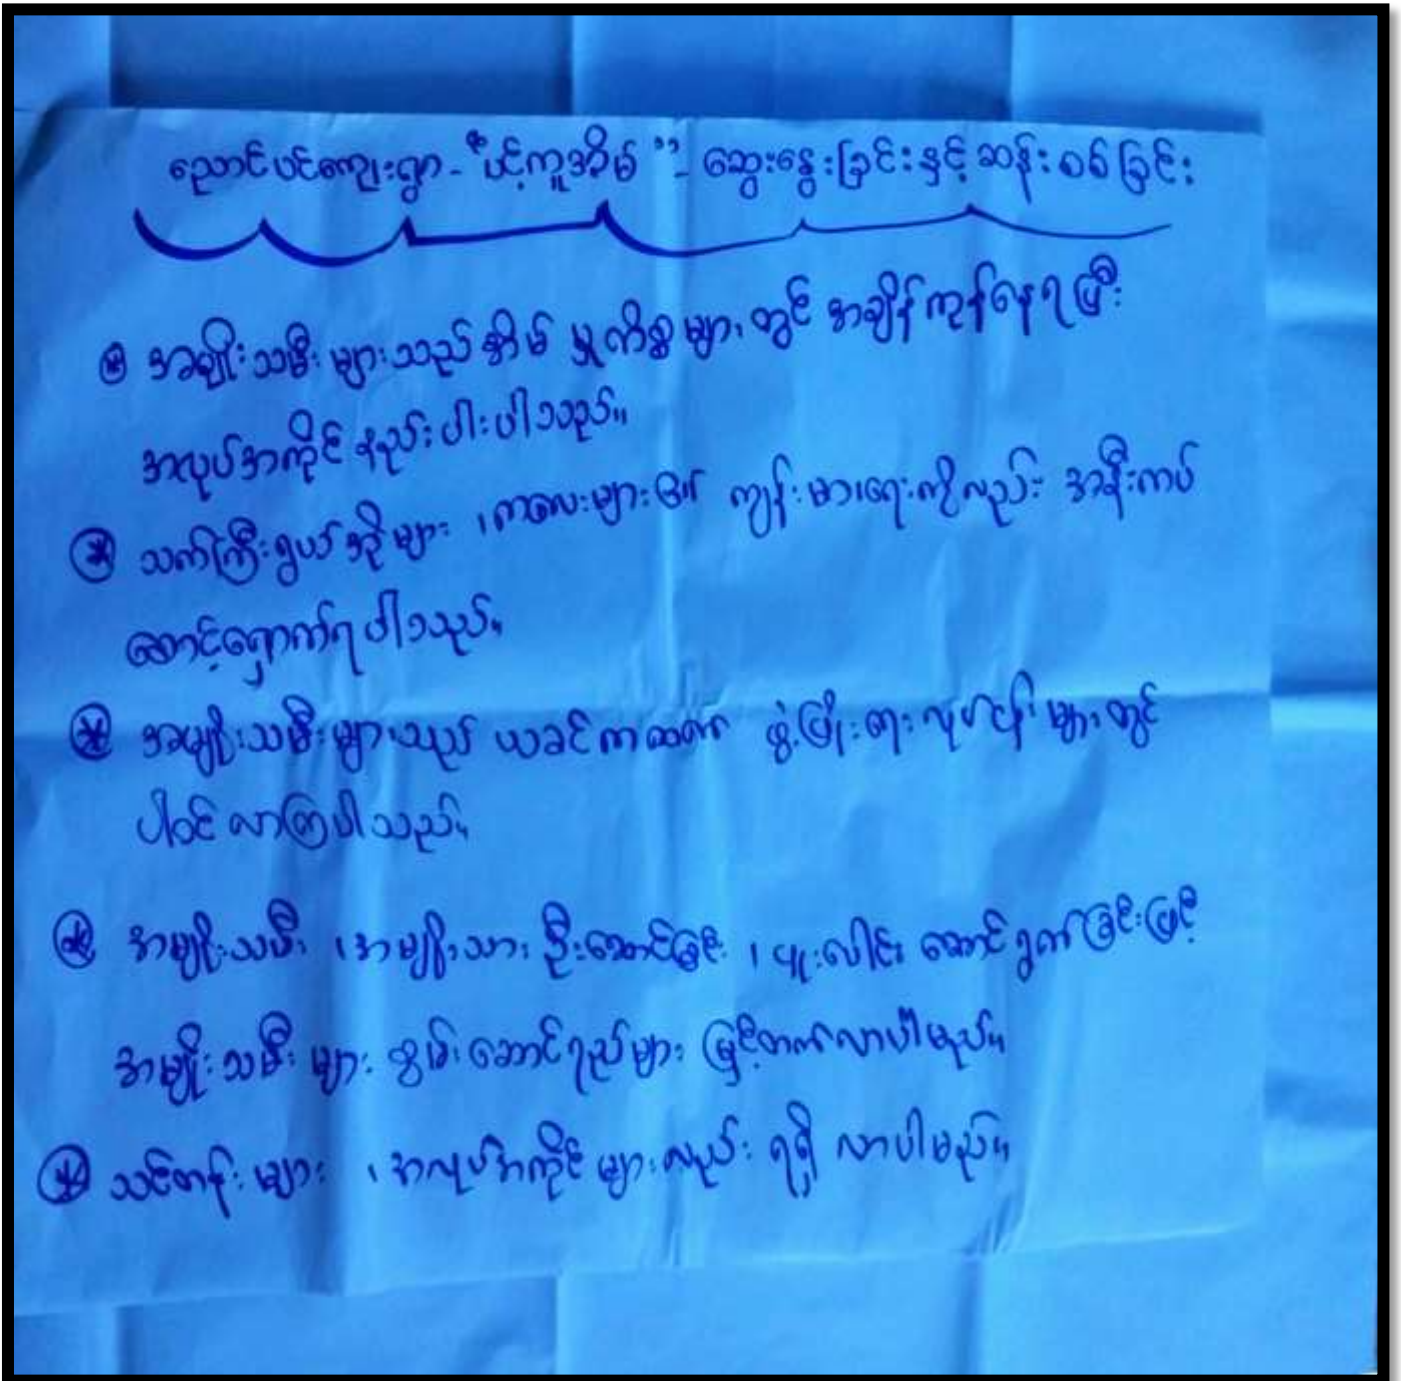 ညောင်ပင်ကျေးရွာ - "ပင့်ကူအိမ်" - ဆွေးနွေးခြင်းနှင့် ဆန်းစစ်ခြင်း
အမျိုးသမီးများသည် အိမ်မှုကိစ္စများတွင် အချိန်ကုန်နေရပြီး
အလုပ်အကိုင် နည်းပါးပါသည်။
သက်ကြီးရွယ်အိုများ ၊ ကလေးများ၏ ကျန်းမာရေးကိုလည်း အနီးကပ်
စောင့်ရှောက်ရပါသည်။
အမျိုးသမီးများသည် ယခင်ကထက် ဖွံ့ဖြိုးရေး လုပ်ငန်းများတွင်
ပါဝင်လာကြပါသည်။
အမျိုးသမီး ၊ အမျိုးသား ဦးဆောင်ခြင်း ၊ ပူးပေါင်း ဆောင်ရွက်ခြင်းဖြင့်
အမျိုးသမီးများ စွမ်းဆောင်ရည်များ မြှင့်တက်လာပါမည်။
သင်တန်းများ ၊ အလုပ်အကိုင်များလည်း ရရှိလာပါမည်။